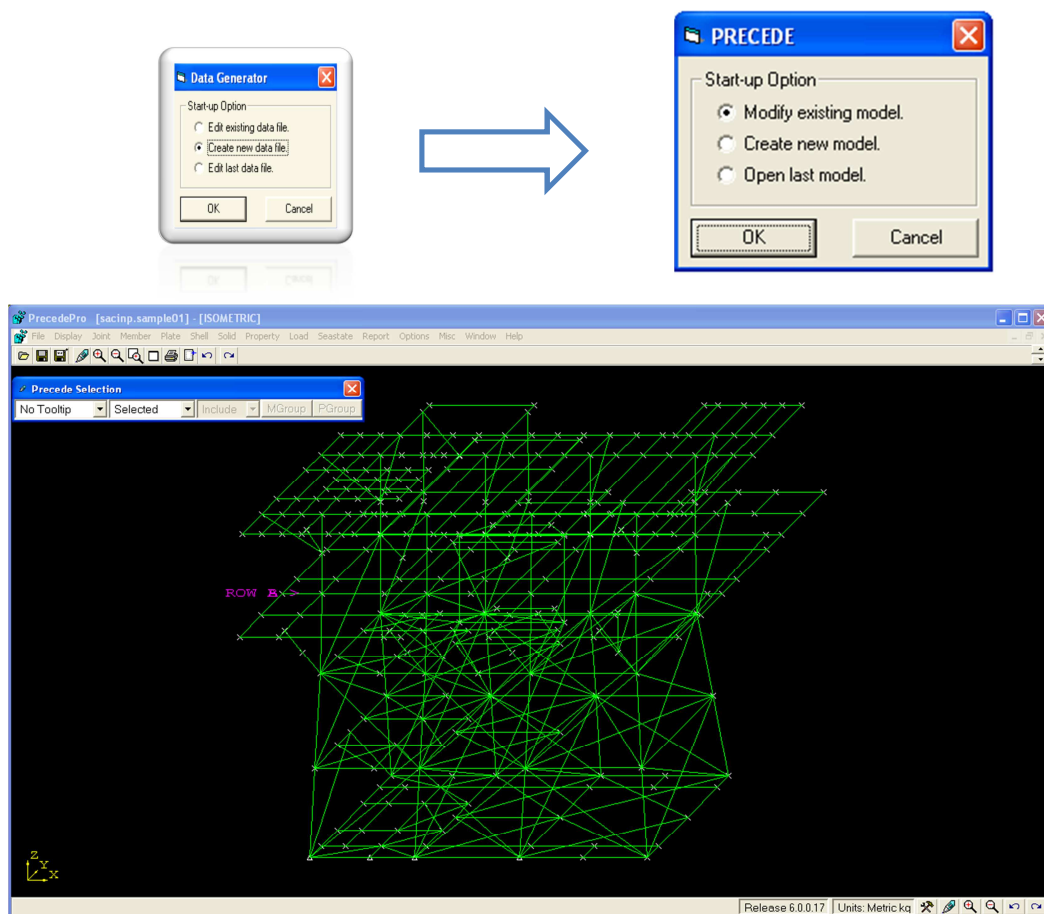 Data Generator
Start-up Option
Edit existing data file.
Create new data file.
Edit last data file.
OK
Cancel
PRECEDE
Start-up Option
Modify existing model.
Create new model.
Open last model.
OK
Cancel
PrecedePro [sacinp.sample01] - [ISOMETRIC]
File Display Joint Member Plate Shell Solid Property Load Seastate Report Options Misc Window Help
Precede Selection
No Tooltip Selected Include MGroup PGroup
ROW B >
Z
Y
X
Release 6.0.0.17 Units: Metric kg